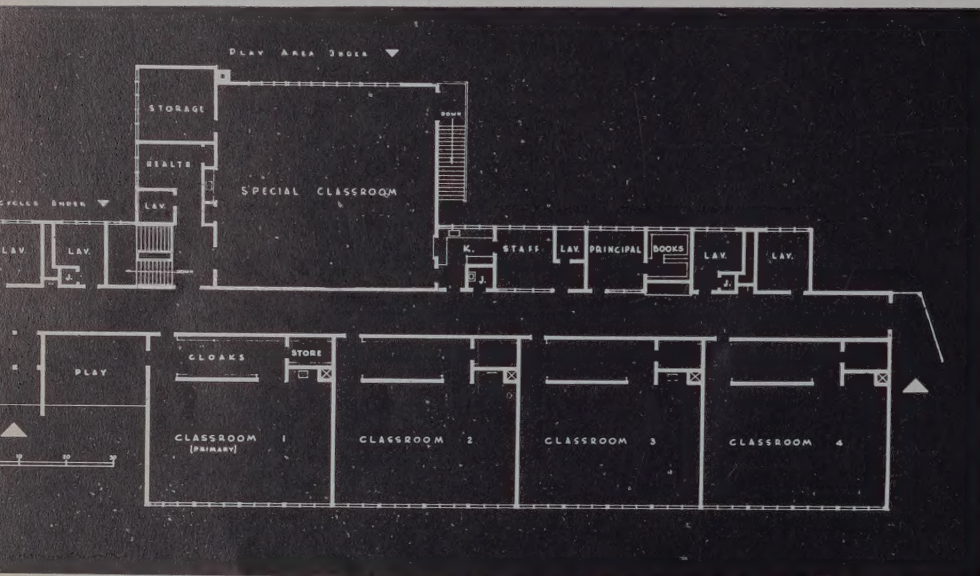 PLAY AREA UNDER
STORAGE
DOWN
HEALTH
SPECIAL CLASSROOM
LAV.
CYCLES UNDER
LAV.
LAV.
J.
K.
STAFF
LAV.
PRINCIPAL
BOOKS
LAV.
LAV.
J.
J.
CLOAKS
STORE
PLAY
CLASSROOM 1
[PRIMARY]
CLASSROOM 2
CLASSROOM 3
CLASSROOM 4
10 20 30